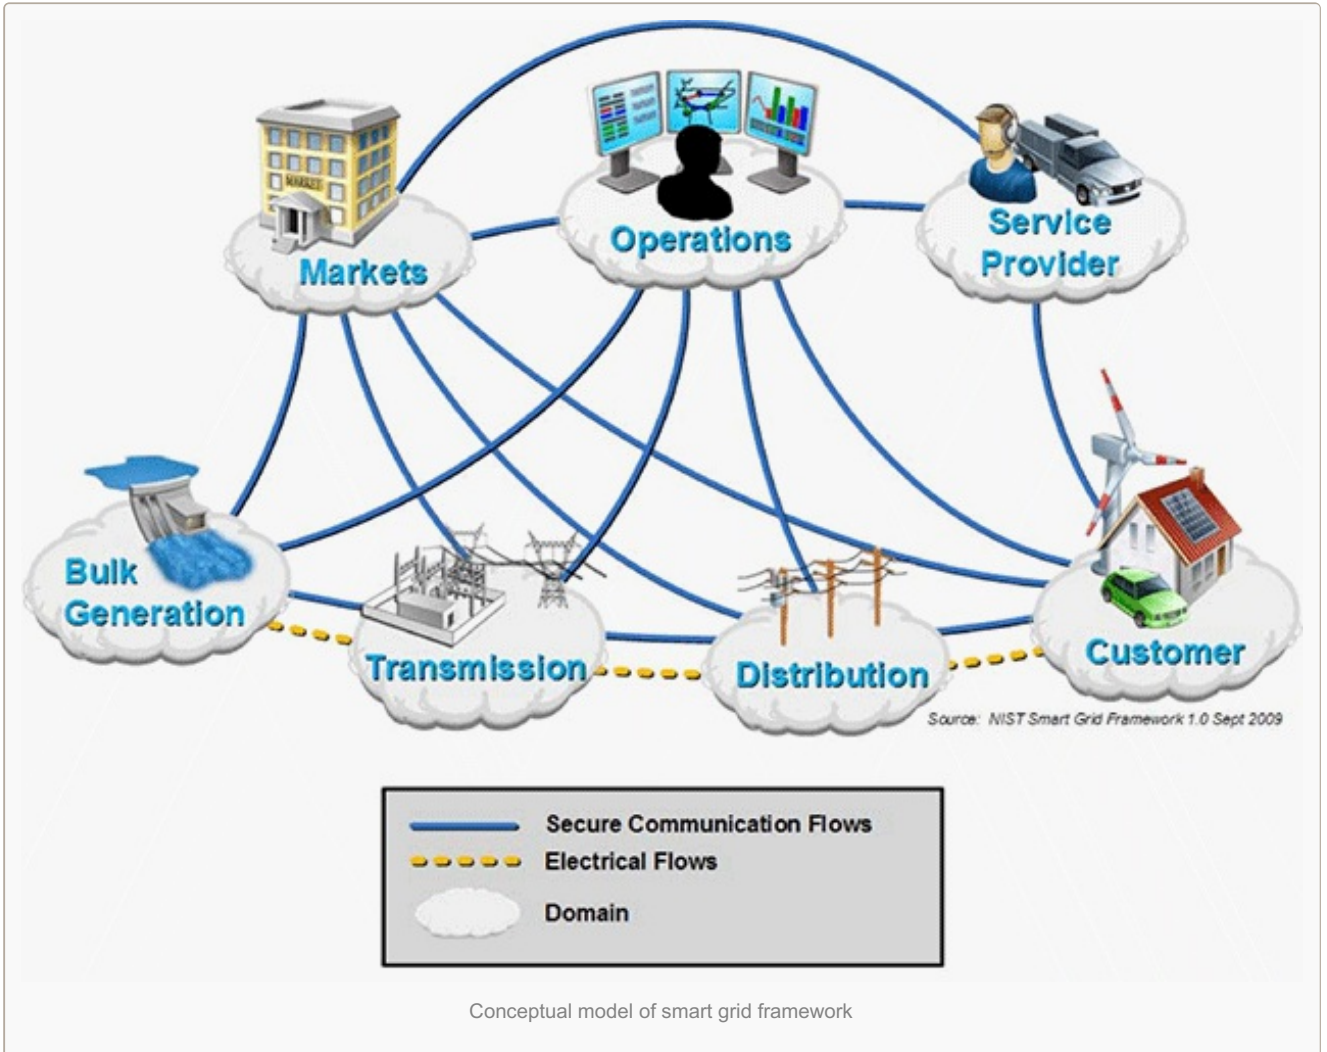 MARKET
Markets
Operations
Service
Provider
Bulk
Generation
Transmission
Distribution
Customer
Source: NIST Smart Grid Framework 1.0 Sept 2009
Secure Communication Flows
Electrical Flows
Domain
Conceptual model of smart grid framework